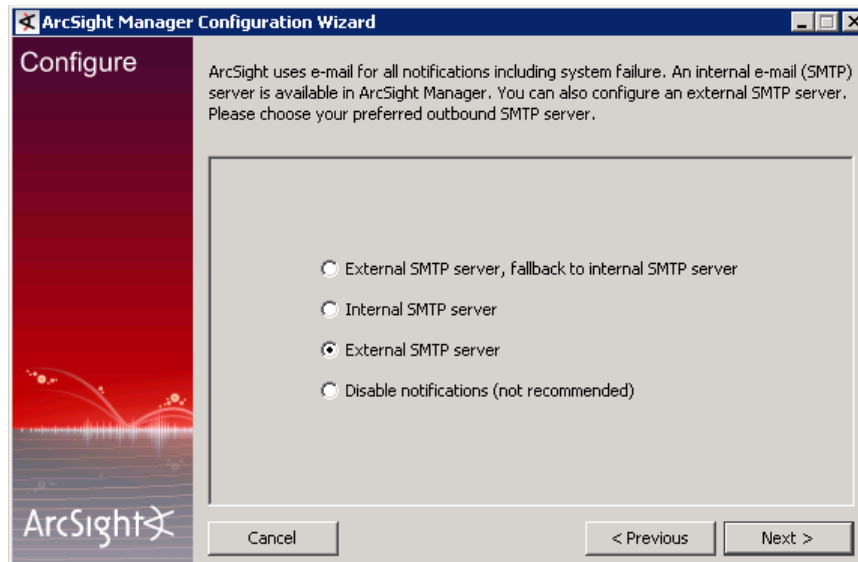 ArcSight Manager Configuration Wizard
Configure
ArcSight uses e-mail for all notifications including system failure. An internal e-mail (SMTP)
server is available in ArcSight Manager. You can also configure an external SMTP server.
Please choose your preferred outbound SMTP server.
External SMTP server, fallback to internal SMTP server
Internal SMTP server
External SMTP server
Disable notifications (not recommended)
ArcSight
Cancel
< Previous
Next >